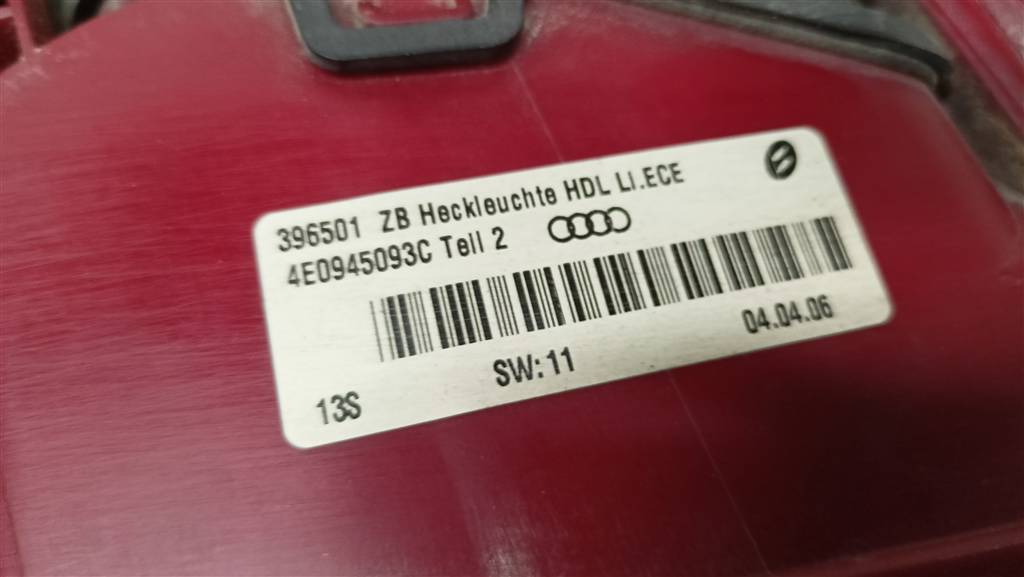 396501 ZB Heckleuchte HDL LI.ECE
4E0945093C Teil 2
04.04.06
SW:11
13S